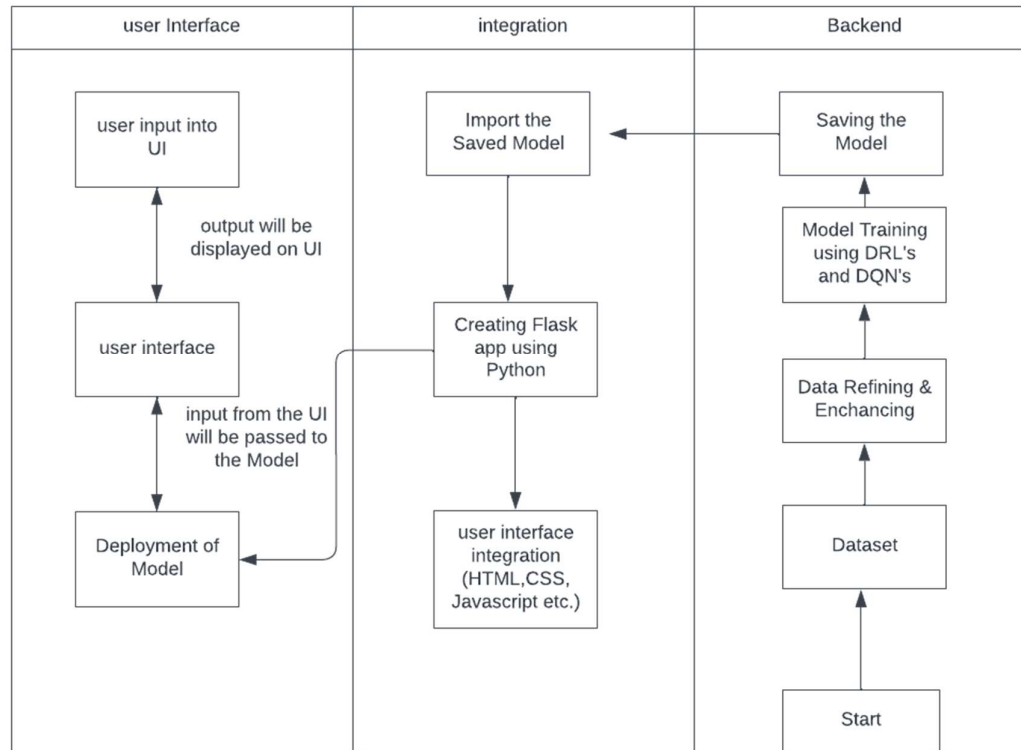 user Interface
integration
Backend
user input into
UI
output will be
displayed on UI
user interface
input from the UI
will be passed to
the Model
Deployment of
Model
Import the
Saved Model
Creating Flask
app using
Python
user interface
integration
(HTML,CSS,
Javascript etc.)
Saving the
Model
Model Training
using DRL's
and DQN's
Data Refining &
Enchancing
Dataset
Start